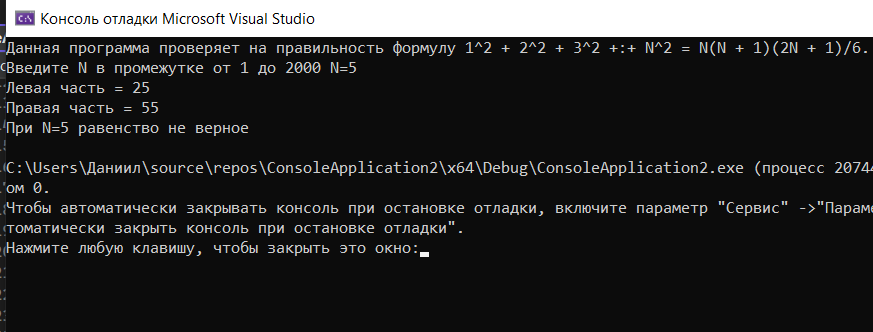 Консоль отладки Microsoft Visual Studio
Данная программа проверяет на правильность формулу 1^2 + 2^2 + 3^2 +:+ N^2 = N(N + 1)(2N + 1)/6.
Введите N в промежутке от 1 до 2000 N=5
Левая часть = 25
Правая часть = 55
При N=5 равенство не верное
C:\Users\Даниил\source\repos\ConsoleApplication2\x64\Debug\ConsoleApplication2.exe (процесс 20744
ом 0.
Чтобы автоматически закрывать консоль при остановке отладки, включите параметр "Сервис" ->"Параме
томатически закрыть консоль при остановке отладки".
Нажмите любую клавишу, чтобы закрыть это окно: